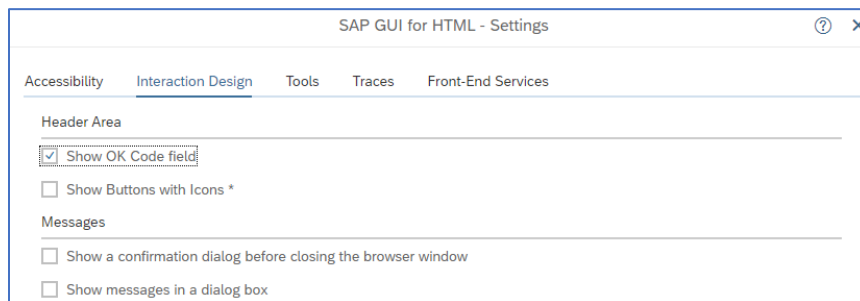 SAP GUI for HTML - Settings
Accessibility Interaction Design Tools Traces Front-End Services
Header Area
Show OK Code field
Show Buttons with Icons *
Messages
Show a confirmation dialog before closing the browser window
Show messages in a dialog box